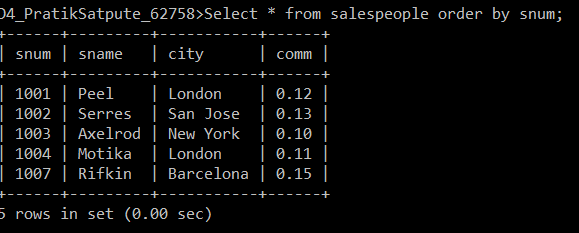 D4_PratikSatpute_62758>Select * from salespeople order by snum;
+------+----------+-----------+------+
| snum | sname | city | comm |
+------+----------+-----------+------+
| 1001 | Peel | London | 0.12 |
| 1002 | Serres | San Jose | 0.13 |
| 1003 | Axelrod | New York | 0.10 |
| 1004 | Motika | London | 0.11 |
| 1007 | Rifkin | Barcelona | 0.15 |
+------+----------+-----------+------+
5 rows in set (0.00 sec)